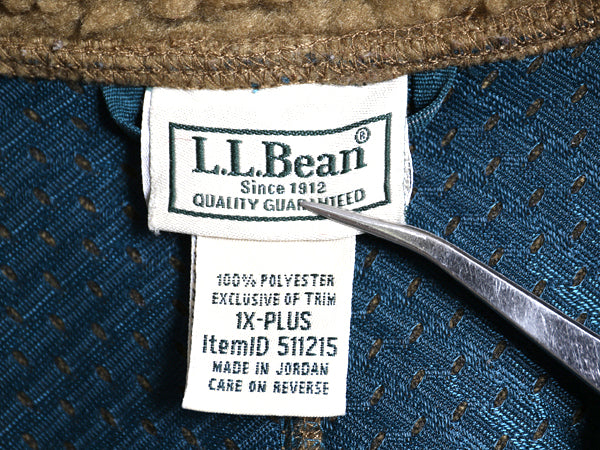 L.L.Bean®
Since 1912
QUALITY GUARANTEED
100% POLYESTER
EXCLUSIVE OF TRIM
1X-PLUS
ItemID 511215
MADE IN JORDAN
CARE ON REVERSE